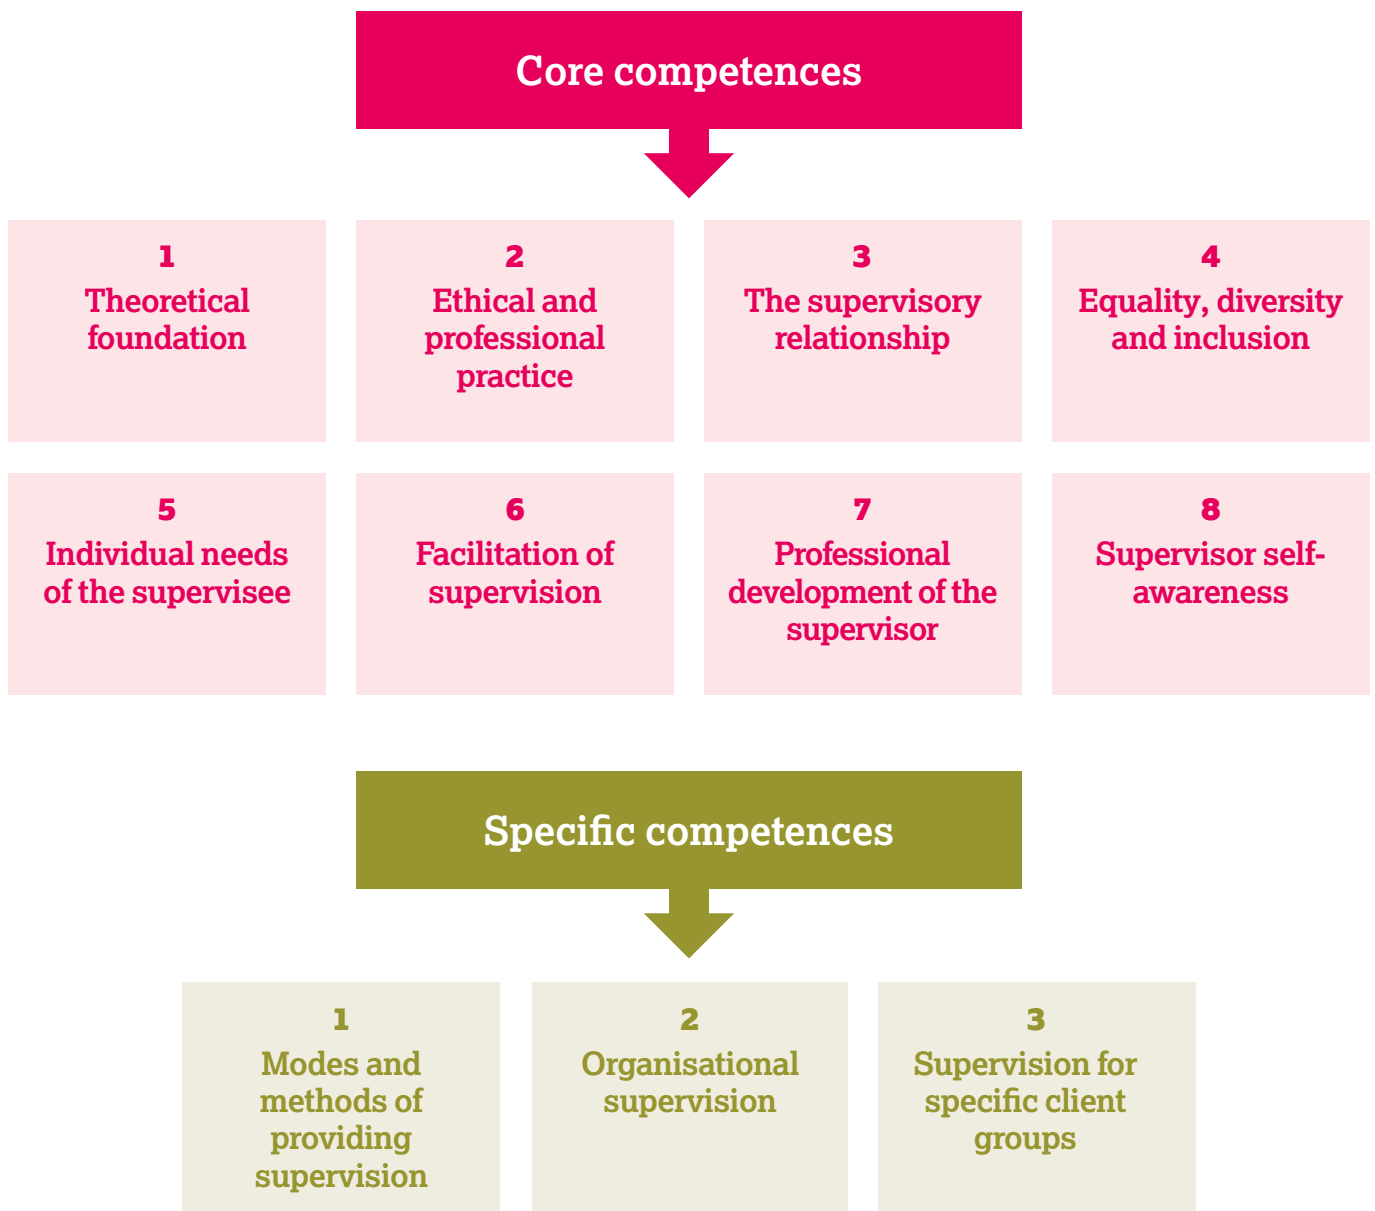 Core competences
1
Theoretical
foundation
2
Ethical and
professional
practice
3
The supervisory
relationship
4
Equality, diversity
and inclusion
5
Individual needs
of the supervisee
6
Facilitation of
supervision
7
Professional
development of the
supervisor
8
Supervisor self-
awareness
Specific competences
1
Modes and
methods of
providing
supervision
2
Organisational
supervision
3
Supervision for
specific client
groups